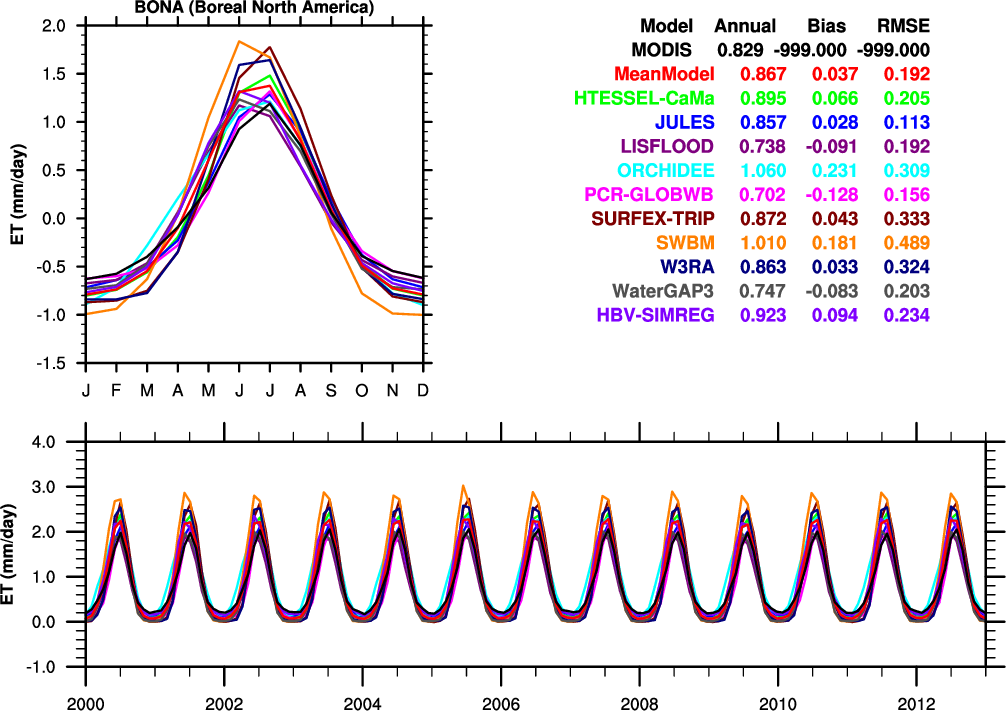 BONA (Boreal North America)
2.0
1.5
1.0
0.5
0.0
-0.5
-1.0
-1.5
ET (mm/day)
J F M A M J J A S O N D
Model Annual Bias RMSE
MODIS 0.829 -999.000 -999.000
MeanModel 0.867 0.037 0.192
HTESSEL-CaMa 0.895 0.066 0.205
JULES 0.857 0.028 0.113
LISFLOOD 0.738 -0.091 0.192
ORCHIDEE 1.060 0.231 0.309
PCR-GLOBWB 0.702 -0.128 0.156
SURFEX-TRIP 0.872 0.043 0.333
SWBM 1.010 0.181 0.489
W3RA 0.863 0.033 0.324
WaterGAP3 0.747 -0.083 0.203
HBV-SIMREG 0.923 0.094 0.234
4.0
3.0
2.0
1.0
0.0
-1.0
ET (mm/day)
2000 2002 2004 2006 2008 2010 2012